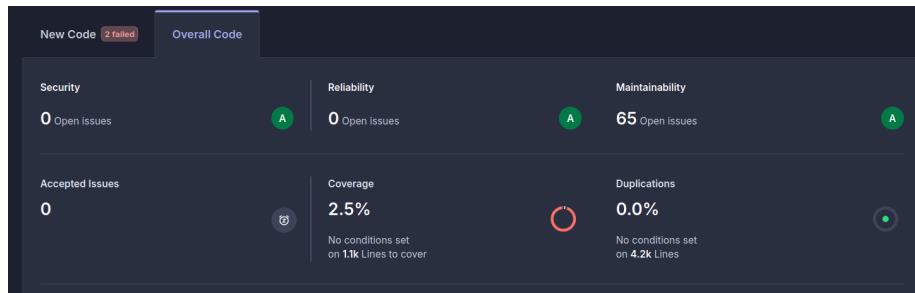 New Code 2 failed Overall Code
Security Reliability Maintainability
0 Open issues A 0 Open issues A 65 Open issues A
Accepted Issues Coverage Duplications
0 2.5% 0.0%
No conditions set No conditions set
on 1.1k Lines to cover on 4.2k Lines